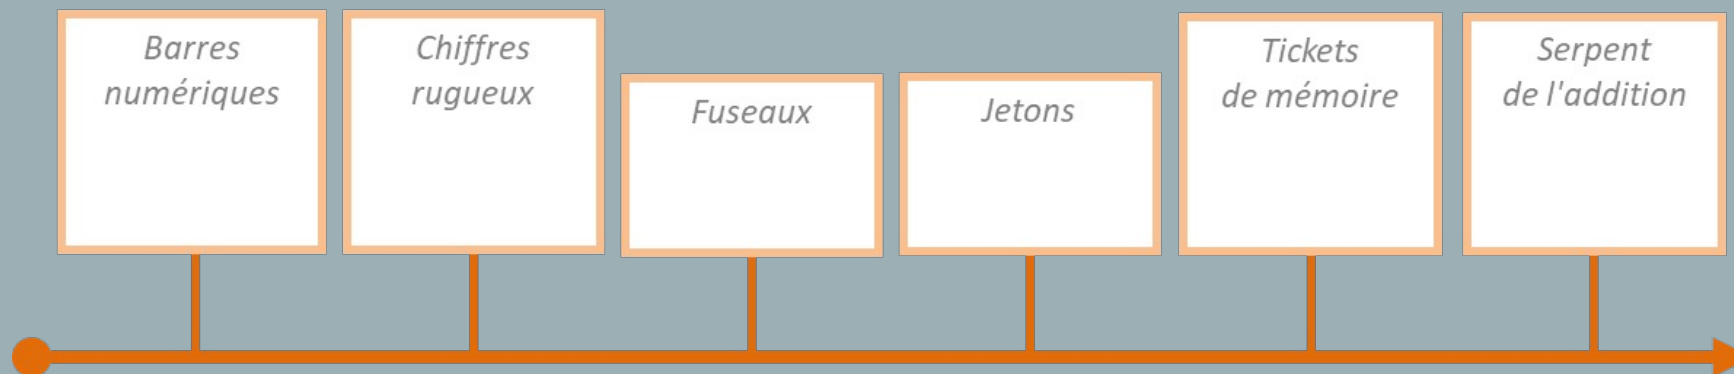 Barres
numériques
Chiffres
rugueux
Fuseaux
Jetons
Tickets
de mémoire
Serpent
de l'addition